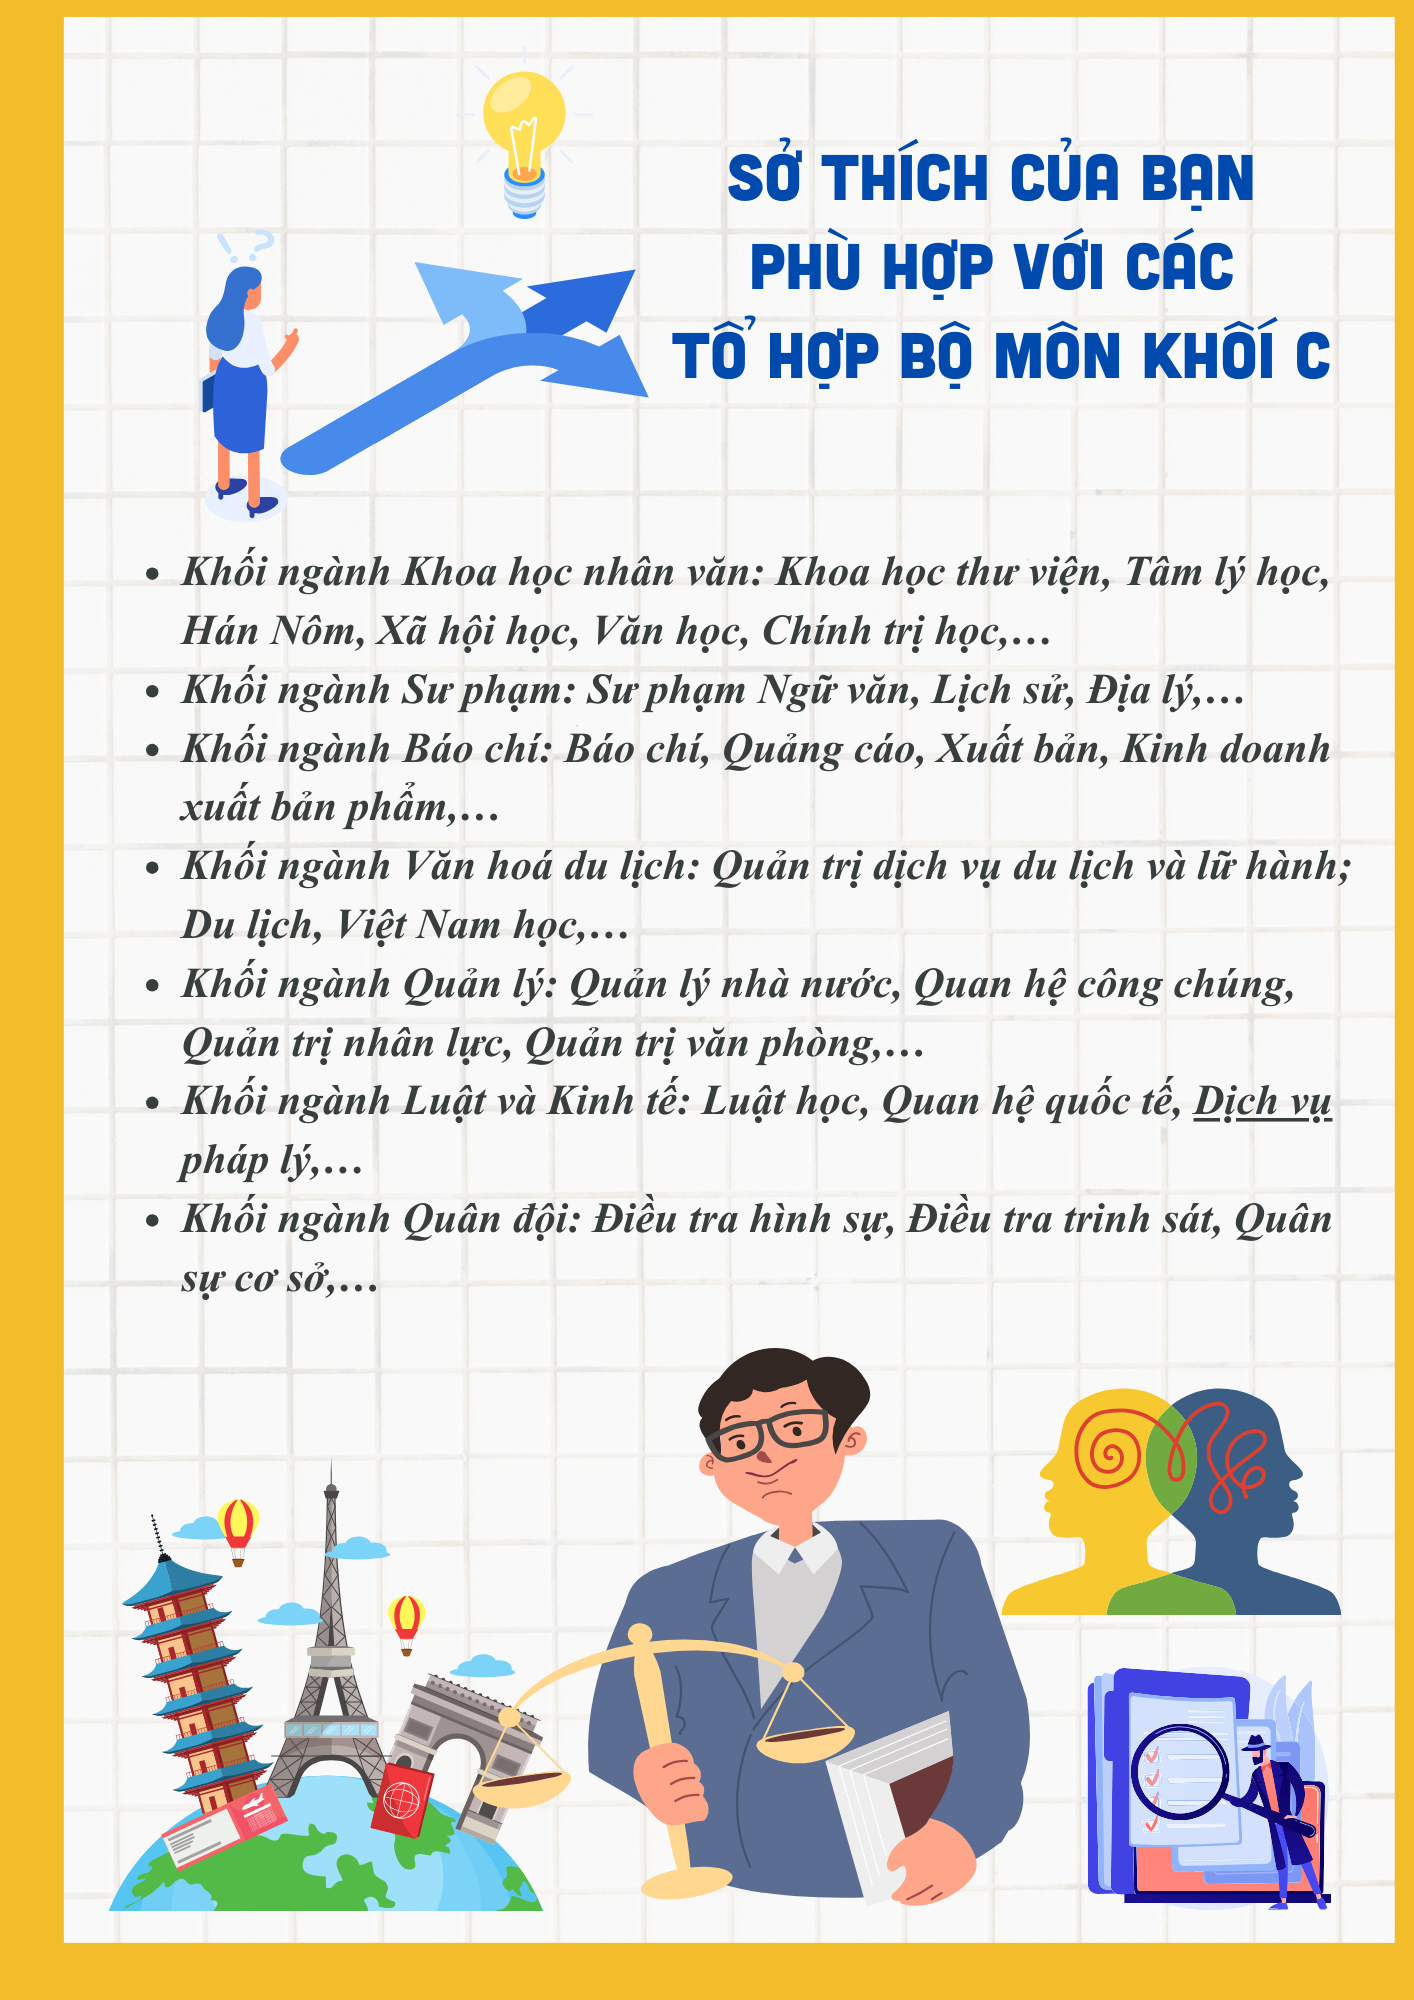 SỞ THÍCH CỦA BẠN
PHÙ HỢP VỚI CÁC
TỔ HỢP BỘ MÔN KHỐI C
• Khối ngành Khoa học nhân văn: Khoa học thư viện, Tâm lý học,
Hán Nôm, Xã hội học, Văn học, Chính trị học,…
• Khối ngành Sư phạm: Sư phạm Ngữ văn, Lịch sử, Địa lý,…
• Khối ngành Báo chí: Báo chí, Quảng cáo, Xuất bản, Kinh doanh
xuất bản phẩm,…
• Khối ngành Văn hoá du lịch: Quản trị dịch vụ du lịch và lữ hành;
Du lịch, Việt Nam học,…
• Khối ngành Quản lý: Quản lý nhà nước, Quan hệ công chúng,
Quản trị nhân lực, Quản trị văn phòng,…
• Khối ngành Luật và Kinh tế: Luật học, Quan hệ quốc tế, Dịch vụ
pháp lý,…
• Khối ngành Quân đội: Điều tra hình sự, Điều tra trinh sát, Quân
sự cơ sở,…